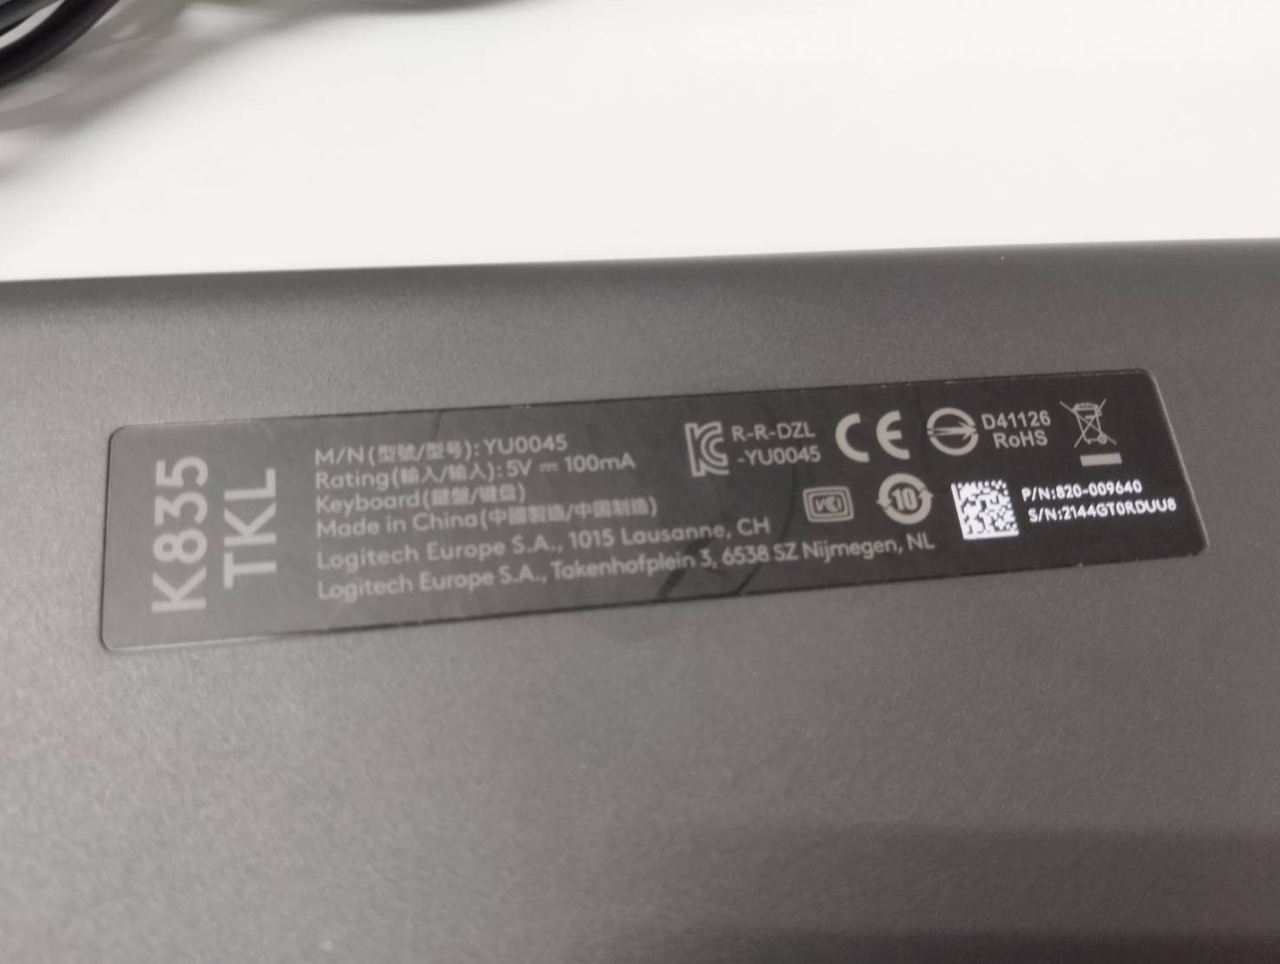 K835
TKL
M/N(型號/型号): YU0045
Rating(輸入/输入): 5V ⎓ 100mA
Keyboard(鍵盤/键盘)
Made in China(中國製造/中国制造)
Logitech Europe S.A., 1015 Lausanne, CH
Logitech Europe S.A., Takenhofplein 3, 6538 SZ Nijmegen, NL
R-R-DZL
-YU0045
CE
D41126
RoHS
VCI
10
P/N:820-009640
S/N:2144GT0RDUU8